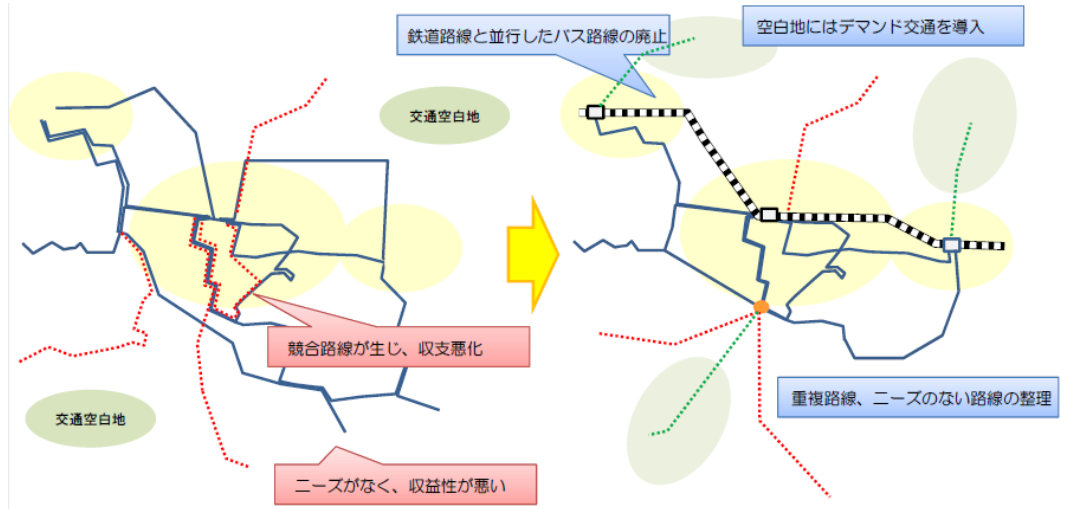 鉄道路線と並行したバス路線の廃止
空白地にはデマンド交通を導入
交通空白地
競合路線が生じ、収支悪化
交通空白地
ニーズがなく、収益性が悪い
重複路線、ニーズのない路線の整理